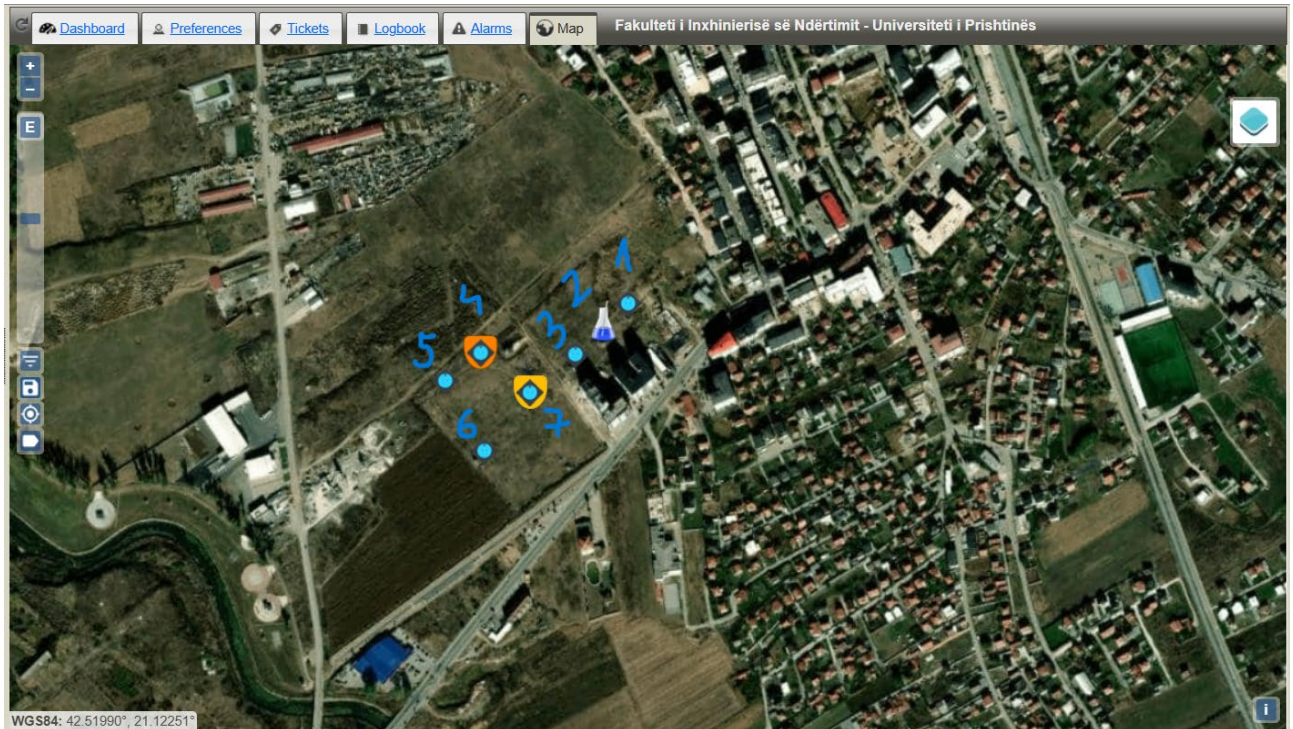 Dashboard Preferences Tickets Logbook Alarms Map Fakulteti i Inxhinierisë së Ndërtimit - Universiteti i Prishtinës
+
−
E
1
2
4
3
5
7
6
WGS84: 42.51990°, 21.12251°
i